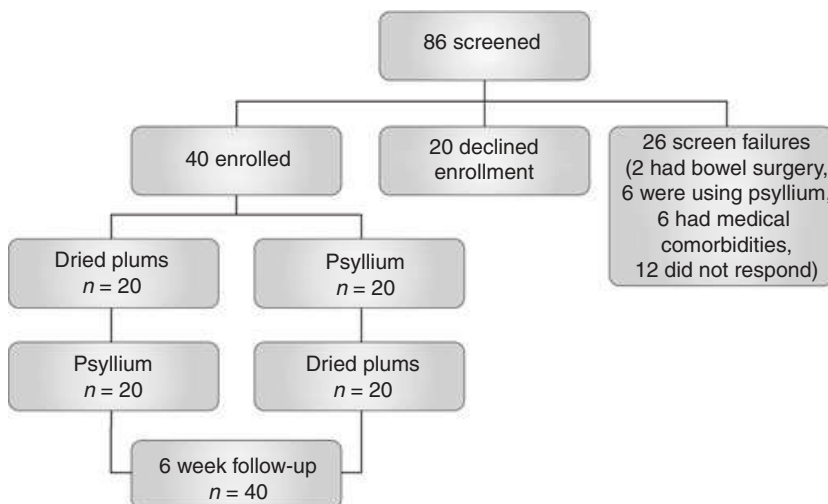 86 screened
40 enrolled
20 declined
enrollment
26 screen failures
(2 had bowel surgery,
6 were using psyllium,
6 had medical
comorbidities,
12 did not respond)
Dried plums
n = 20
Psyllium
n = 20
Psyllium
n = 20
Dried plums
n = 20
6 week follow-up
n = 40